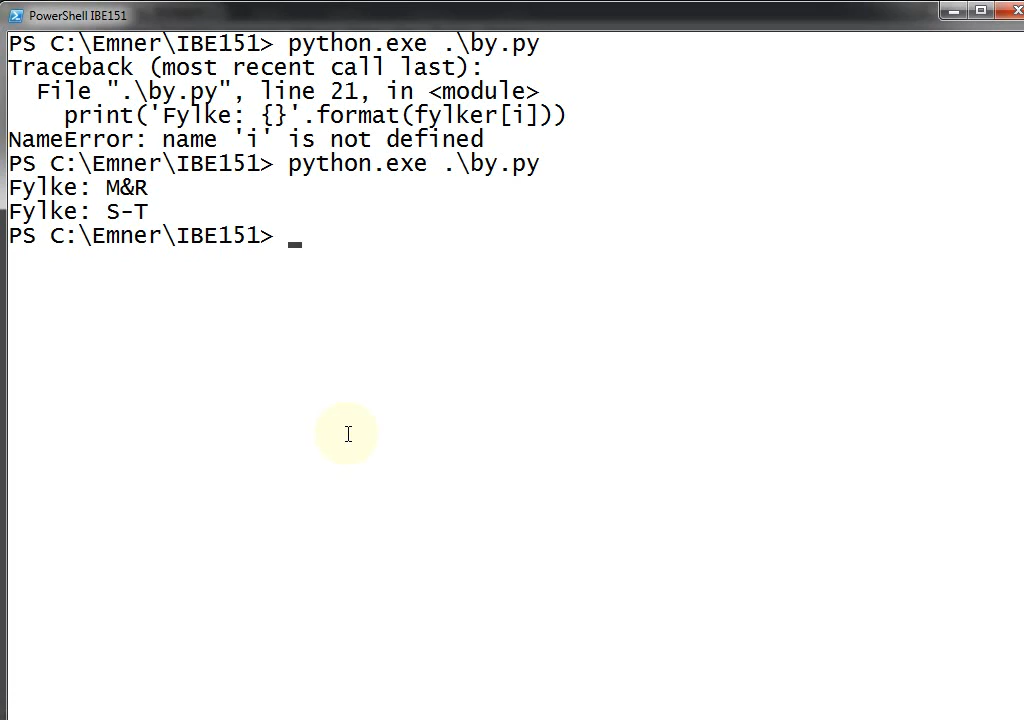 PowerShell IBE151
PS C:\Emner\IBE151> python.exe .\by.py
Traceback (most recent call last):
  File ".\by.py", line 21, in <module>
    print('Fylke: {}'.format(fylker[i]))
NameError: name 'i' is not defined
PS C:\Emner\IBE151> python.exe .\by.py
Fylke: M&R
Fylke: S-T
PS C:\Emner\IBE151>